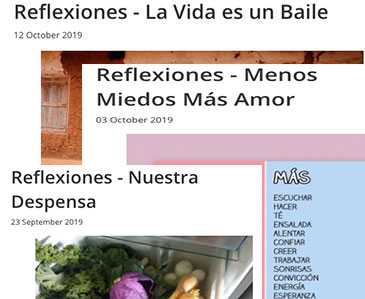 Reflexiones - La Vida es un Baile
12 October 2019
Reflexiones - Menos
Miedos Más Amor
03 October 2019
Reflexiones - Nuestra
Despensa
23 September 2019
MÁS
ESCUCHAR
HACER
TÉ
ENSALADA
ALENTAR
CONFIAR
CREER
TRABAJAR
SONRISAS
CONVICCIÓN
ENERGÍA
ESPERANZA